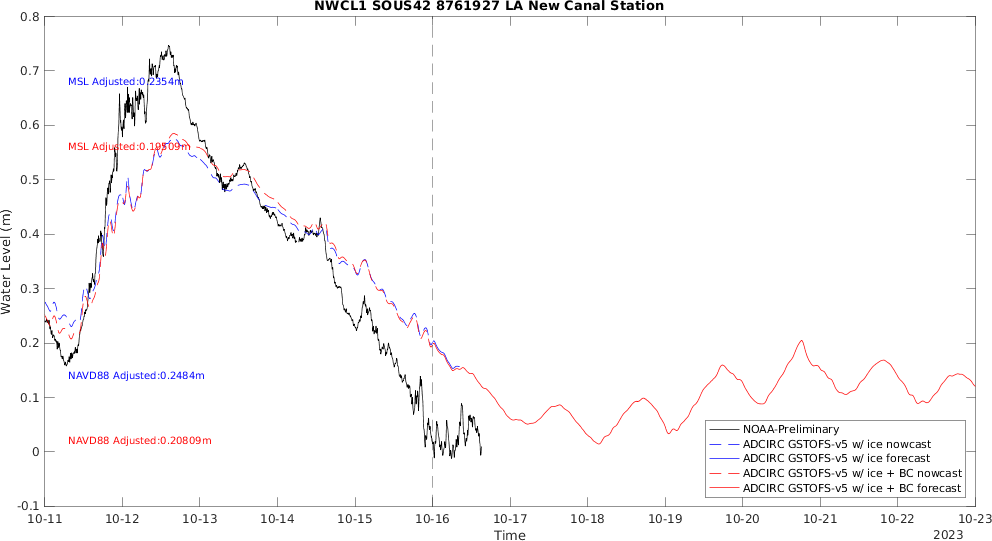 NWCL1 SOUS42 8761927 LA New Canal Station
0.8
0.7
0.6
0.5
0.4
0.3
0.2
0.1
0
-0.1
Water Level (m)
MSL Adjusted:0.2354m
MSL Adjusted:0.19509m
NAVD88 Adjusted:0.2484m
NAVD88 Adjusted:0.20809m
NOAA-Preliminary
ADCIRC GSTOFS-v5 w/ ice nowcast
ADCIRC GSTOFS-v5 w/ ice forecast
ADCIRC GSTOFS-v5 w/ ice + BC nowcast
ADCIRC GSTOFS-v5 w/ ice + BC forecast
10-11 10-12 10-13 10-14 10-15 10-16 10-17 10-18 10-19 10-20 10-21 10-22 10-23
Time
2023